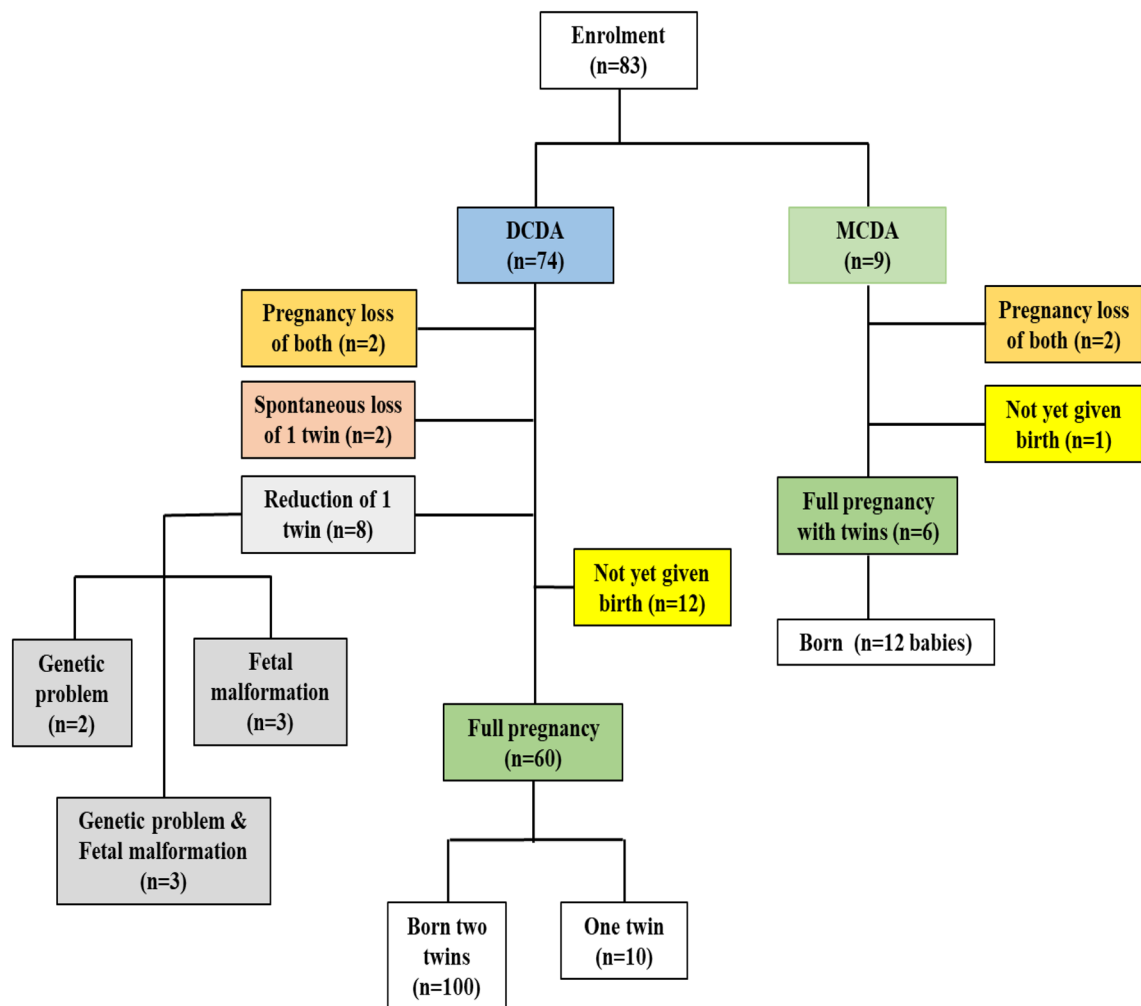 Enrolment
(n=83)
DCDA
(n=74)
MCDA
(n=9)
Pregnancy loss
of both (n=2)
Pregnancy loss
of both (n=2)
Spontaneous loss
of 1 twin (n=2)
Not yet given
birth (n=1)
Reduction of 1
twin (n=8)
Full pregnancy
with twins (n=6)
Not yet given
birth (n=12)
Born (n=12 babies)
Genetic
problem
(n=2)
Fetal
malformation
(n=3)
Full pregnancy
(n=60)
Genetic problem &
Fetal malformation
(n=3)
Born two
twins
(n=100)
One twin
(n=10)